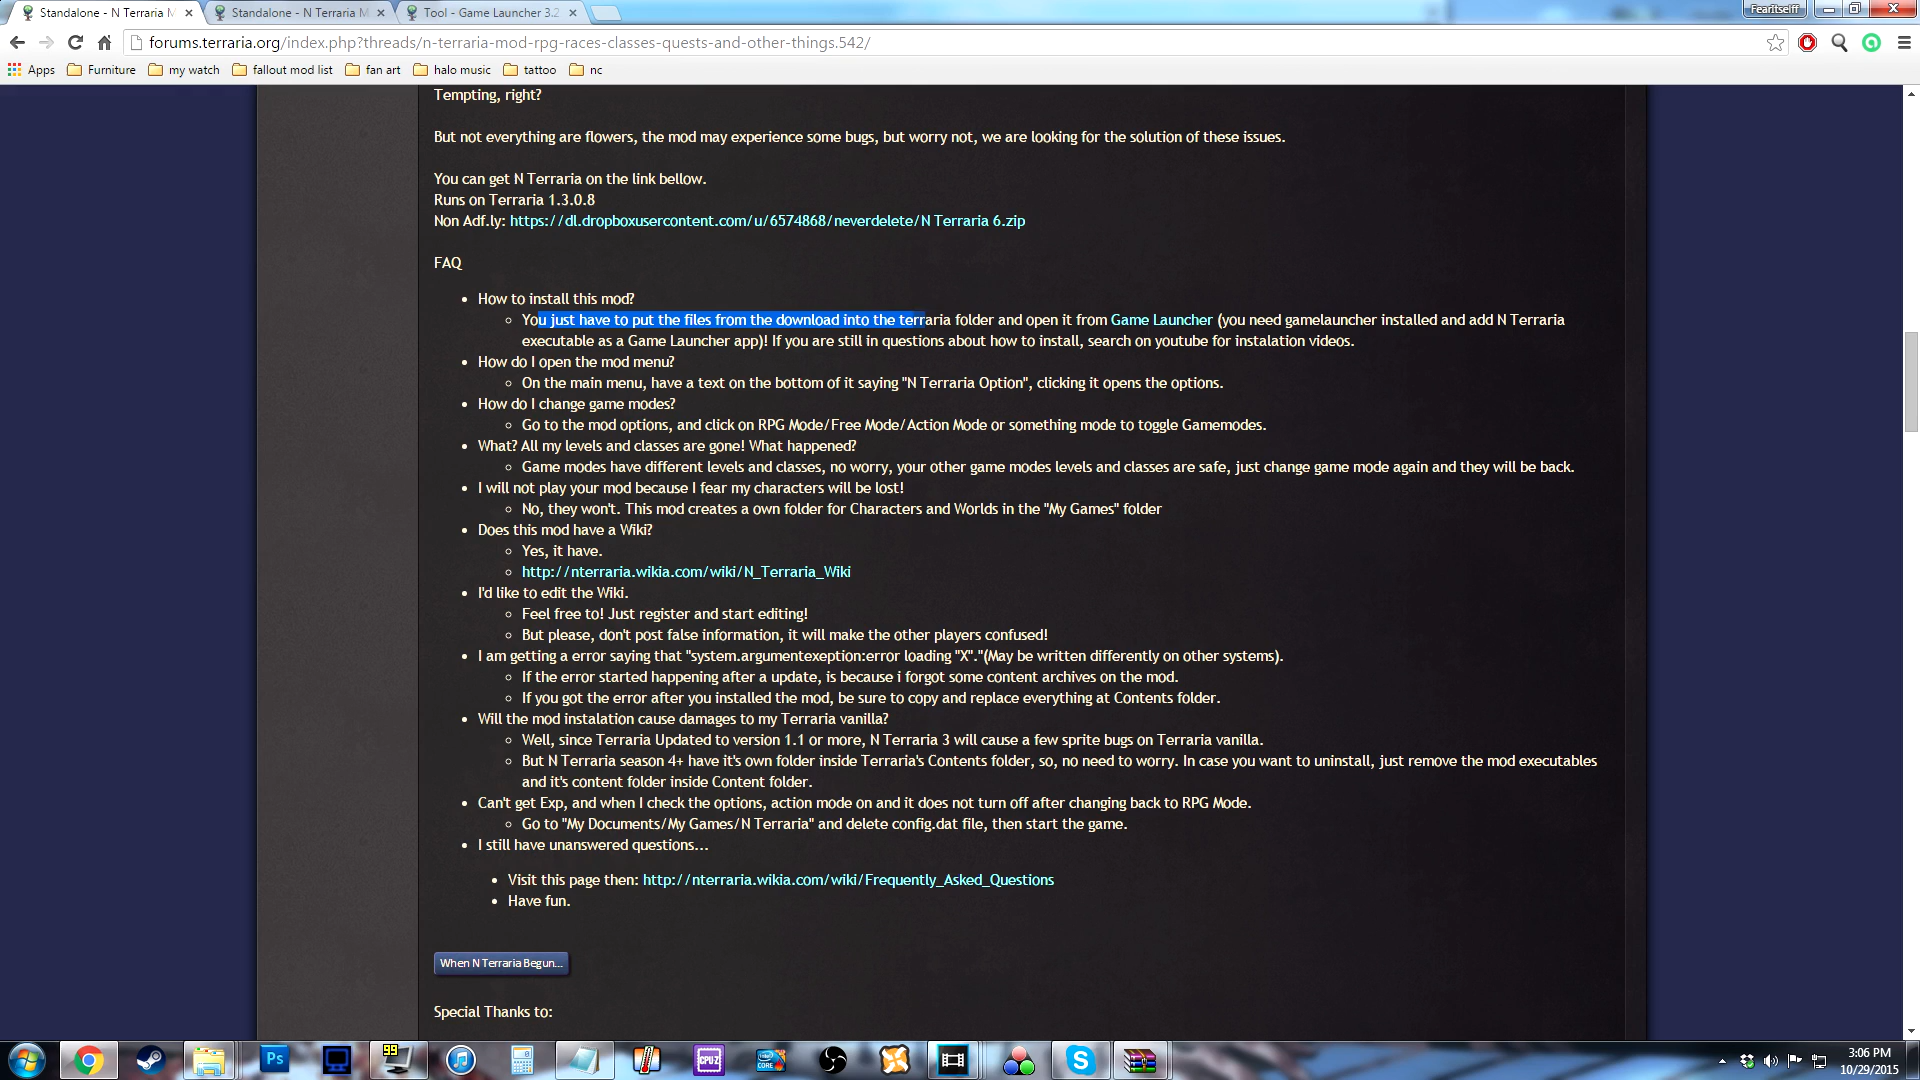 Standalone - N Terraria M
Standalone - N Terraria M
Tool - Game Launcher 3.2
Fearitself
forums.terraria.org/index.php?threads/n-terraria-mod-rpg-races-classes-quests-and-other-things.542/
Apps
Furniture
my watch
fallout mod list
fan art
halo music
tattoo
nc
Tempting, right?
But not everything are flowers, the mod may experience some bugs, but worry not, we are looking for the solution of these issues.
You can get N Terraria on the link bellow.
Runs on Terraria 1.3.0.8
Non Adf.ly: https://dl.dropboxusercontent.com/u/6574868/neverdelete/N Terraria 6.zip
FAQ
• How to install this mod?
◦ You just have to put the files from the download into the terraria folder and open it from Game Launcher (you need gamelauncher installed and add N Terraria
executable as a Game Launcher app)! If you are still in questions about how to install, search on youtube for instalation videos.
• How do I open the mod menu?
◦ On the main menu, have a text on the bottom of it saying "N Terraria Option", clicking it opens the options.
• How do I change game modes?
◦ Go to the mod options, and click on RPG Mode/Free Mode/Action Mode or something mode to toggle Gamemodes.
• What? All my levels and classes are gone! What happened?
◦ Game modes have different levels and classes, no worry, your other game modes levels and classes are safe, just change game mode again and they will be back.
• I will not play your mod because I fear my characters will be lost!
◦ No, they won't. This mod creates a own folder for Characters and Worlds in the "My Games" folder
• Does this mod have a Wiki?
◦ Yes, it have.
◦ http://nterraria.wikia.com/wiki/N_Terraria_Wiki
• I'd like to edit the Wiki.
◦ Feel free to! Just register and start editing!
◦ But please, don't post false information, it will make the other players confused!
• I am getting a error saying that "system.argumentexeption:error loading "X"."(May be written differently on other systems).
◦ If the error started happening after a update, is because i forgot some content archives on the mod.
◦ If you got the error after you installed the mod, be sure to copy and replace everything at Contents folder.
• Will the mod instalation cause damages to my Terraria vanilla?
◦ Well, since Terraria Updated to version 1.1 or more, N Terraria 3 will cause a few sprite bugs on Terraria vanilla.
◦ But N Terraria season 4+ have it's own folder inside Terraria's Contents folder, so, no need to worry. In case you want to uninstall, just remove the mod executables
and it's content folder inside Content folder.
• Can't get Exp, and when I check the options, action mode on and it does not turn off after changing back to RPG Mode.
◦ Go to "My Documents/My Games/N Terraria" and delete config.dat file, then start the game.
• I still have unanswered questions...
• Visit this page then: http://nterraria.wikia.com/wiki/Frequently_Asked_Questions
• Have fun.
When N Terraria Begun...
Special Thanks to:
Ps
99
CPU-Z
CORE
3:06 PM
10/29/2015